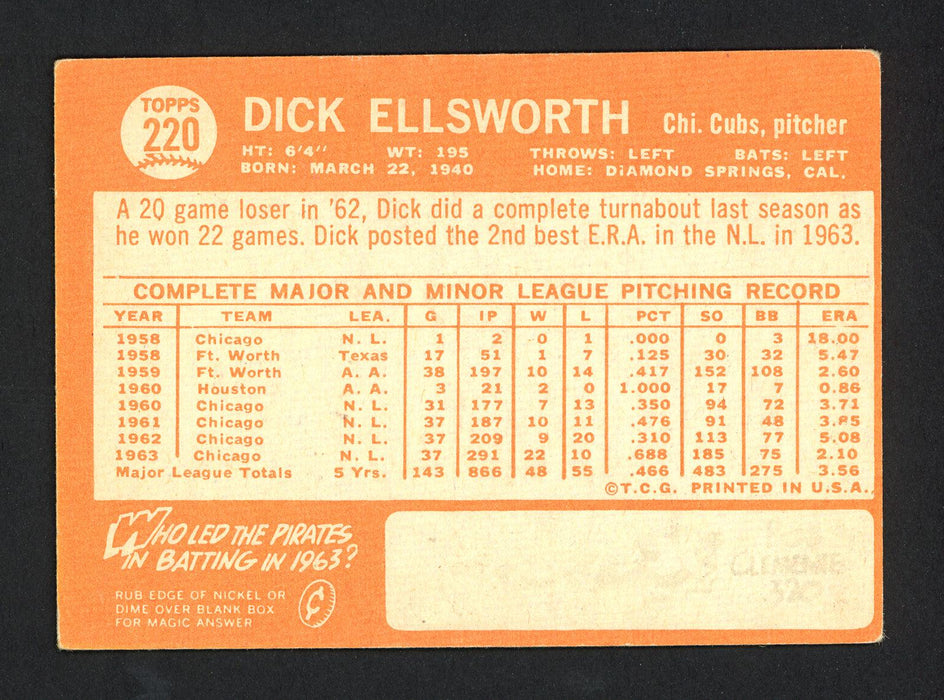 TOPPS
220
DICK ELLSWORTH Chi. Cubs, pitcher
HT: 6'4" WT: 195 THROWS: LEFT BATS: LEFT
BORN: MARCH 22, 1940 HOME: DIAMOND SPRINGS, CAL.
A 20 game loser in '62, Dick did a complete turnabout last season as
he won 22 games. Dick posted the 2nd best E.R.A. in the N.L. in 1963.
COMPLETE MAJOR AND MINOR LEAGUE PITCHING RECORD
YEAR TEAM LEA. G IP W L PCT SO BB ERA
1958 Chicago N. L. 1 2 0 1 .000 0 3 18.00
1958 Ft. Worth Texas 17 51 1 7 .125 30 32 5.47
1959 Ft. Worth A. A. 38 197 10 14 .417 152 108 2.60
1960 Houston A. A. 3 21 2 0 1.000 17 7 0.86
1960 Chicago N. L. 31 177 7 13 .350 94 72 3.71
1961 Chicago N. L. 37 187 10 11 .476 91 48 3.85
1962 Chicago N. L. 37 209 9 20 .310 113 77 5.08
1963 Chicago N. L. 37 291 22 10 .688 185 75 2.10
Major League Totals 5 Yrs. 143 866 48 55 .466 483 275 3.56
©T.C.G. PRINTED IN U.S.A.
WHO LED THE PIRATES
IN BATTING IN 1963?
RUB EDGE OF NICKEL OR
DIME OVER BLANK BOX
FOR MAGIC ANSWER
¢
CLEMENTE
320